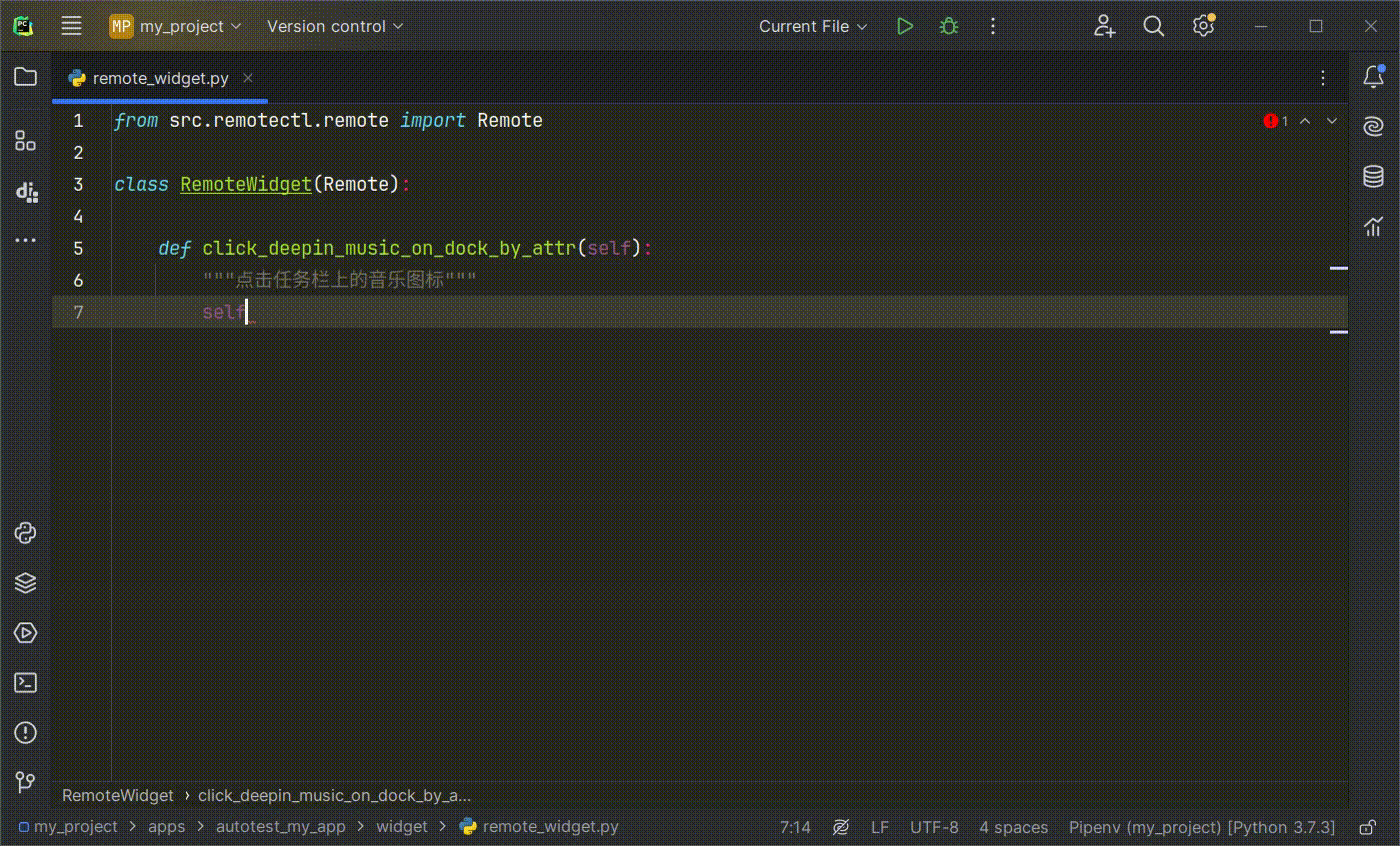 PC MP my_project Version control Current File
remote_widget.py
1 from src.remotectl.remote import Remote 1
2
3 class RemoteWidget(Remote):
4
5 def click_deepin_music_on_dock_by_attr(self):
6 """点击任务栏上的音乐图标"""
7 self
RemoteWidget › click_deepin_music_on_dock_by_a...
my_project > apps > autotest_my_app > widget > remote_widget.py 7:14 LF UTF-8 4 spaces Pipenv (my_project) [Python 3.7.3]